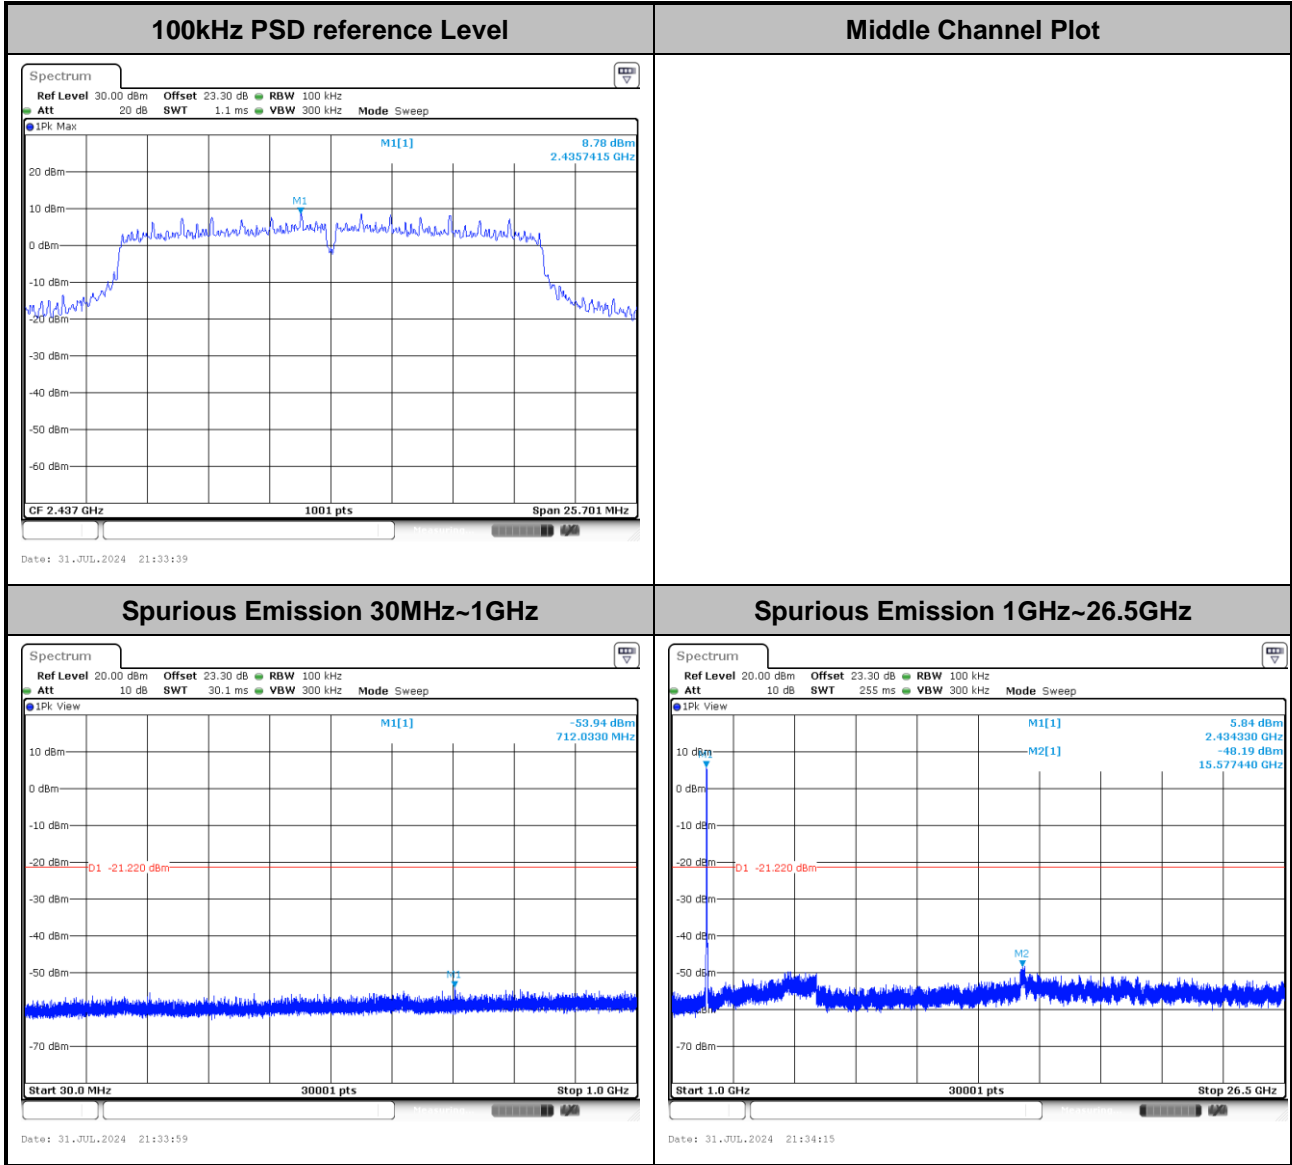 100kHz PSD reference Level
Middle Channel Plot
Spectrum
Ref Level 30.00 dBm Offset 23.30 dB RBW 100 kHz
Att 20 dB SWT 1.1 ms VBW 300 kHz Mode Sweep
1Pk Max
M1[1] 8.78 dBm
2.4357415 GHz
20 dBm
M1
10 dBm
0 dBm
-10 dBm
-20 dBm
-30 dBm
-40 dBm
-50 dBm
-60 dBm
CF 2.437 GHz 1001 pts Span 25.701 MHz
Date: 31.JUL.2024 21:33:39
Spurious Emission 30MHz~1GHz
Spurious Emission 1GHz~26.5GHz
Spectrum
Ref Level 20.00 dBm Offset 23.30 dB RBW 100 kHz
Att 10 dB SWT 30.1 ms VBW 300 kHz Mode Sweep
1Pk View
M1[1] -53.94 dBm
712.0330 MHz
10 dBm
0 dBm
-10 dBm
-20 dBm
D1 -21.220 dBm
-30 dBm
-40 dBm
-50 dBm
M1
-70 dBm
Start 30.0 MHz 30001 pts Stop 1.0 GHz
Date: 31.JUL.2024 21:33:59
Spectrum
Ref Level 20.00 dBm Offset 23.30 dB RBW 100 kHz
Att 10 dB SWT 255 ms VBW 300 kHz Mode Sweep
1Pk View
M1[1] 5.84 dBm
2.434330 GHz
10 dBm
M2[1] -48.19 dBm
M1
15.577440 GHz
0 dBm
-10 dBm
-20 dBm
D1 -21.220 dBm
-30 dBm
-40 dBm
M2
-50 dBm
-70 dBm
Start 1.0 GHz 30001 pts Stop 26.5 GHz
Date: 31.JUL.2024 21:34:15